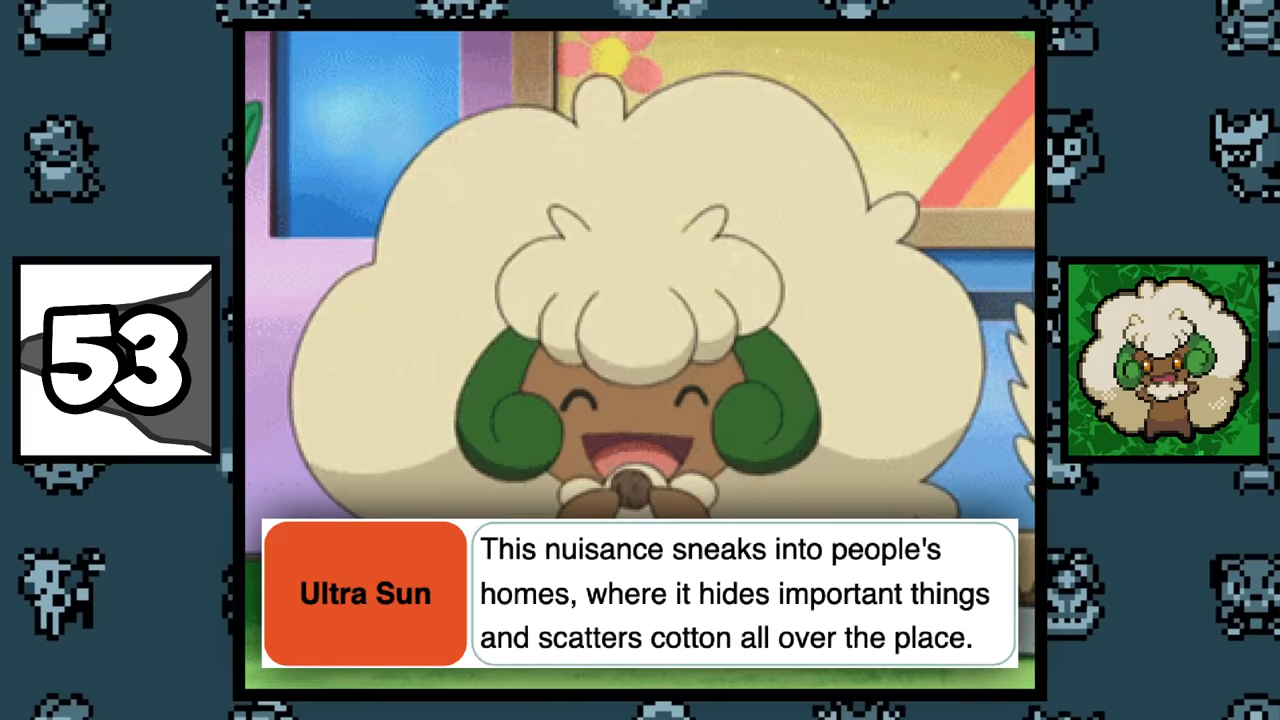 53
Ultra Sun
This nuisance sneaks into people's
homes, where it hides important things
and scatters cotton all over the place.